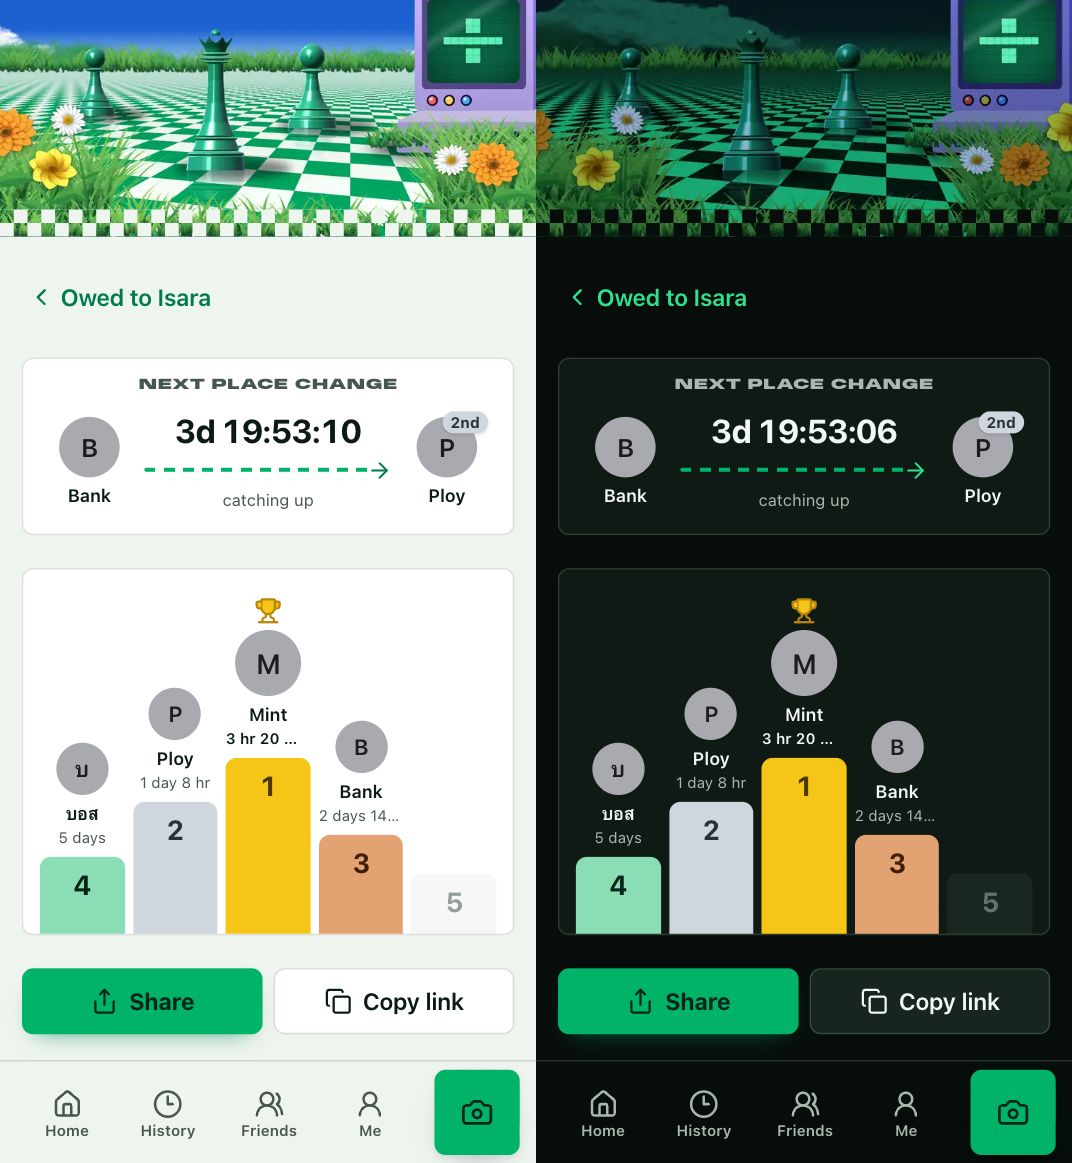 Owed to Isara
NEXT PLACE CHANGE
B
3d 19:53:10
2nd
P
Bank
catching up
Ploy
M
Mint
3 hr 20 ...
P
Ploy
1 day 8 hr
B
Bank
2 days 14...
บ
บอส
5 days
1
2
3
4
5
Share
Copy link
Home
History
Friends
Me
Owed to Isara
NEXT PLACE CHANGE
B
3d 19:53:06
2nd
P
Bank
catching up
Ploy
M
Mint
3 hr 20 ...
P
Ploy
1 day 8 hr
B
Bank
2 days 14...
บ
บอส
5 days
1
2
3
4
5
Share
Copy link
Home
History
Friends
Me